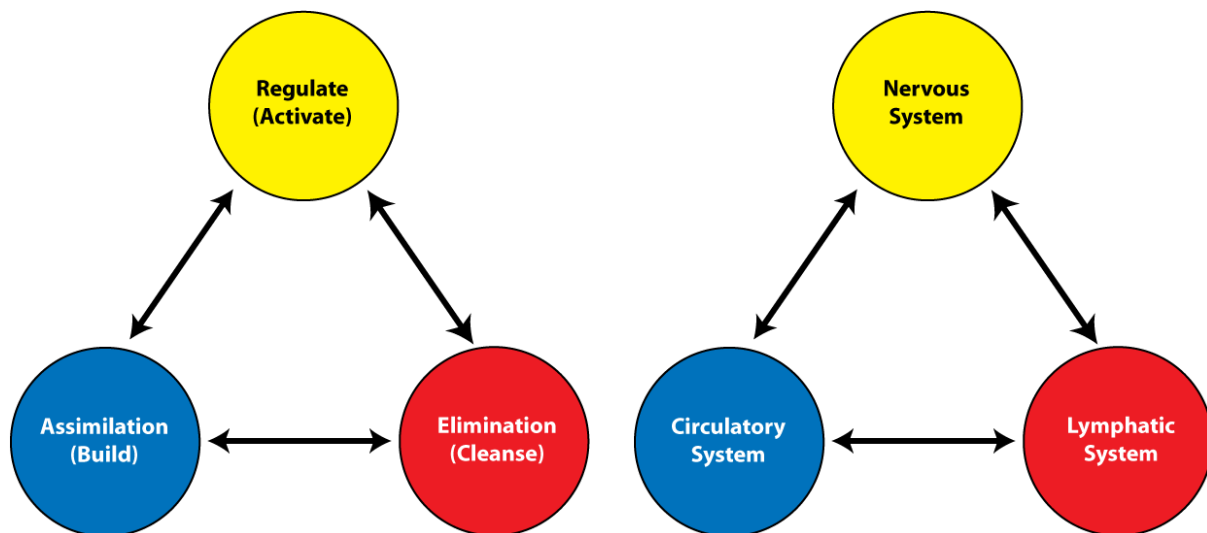 Regulate
(Activate)
Nervous
System
Assimilation
(Build)
Elimination
(Cleanse)
Circulatory
System
Lymphatic
System